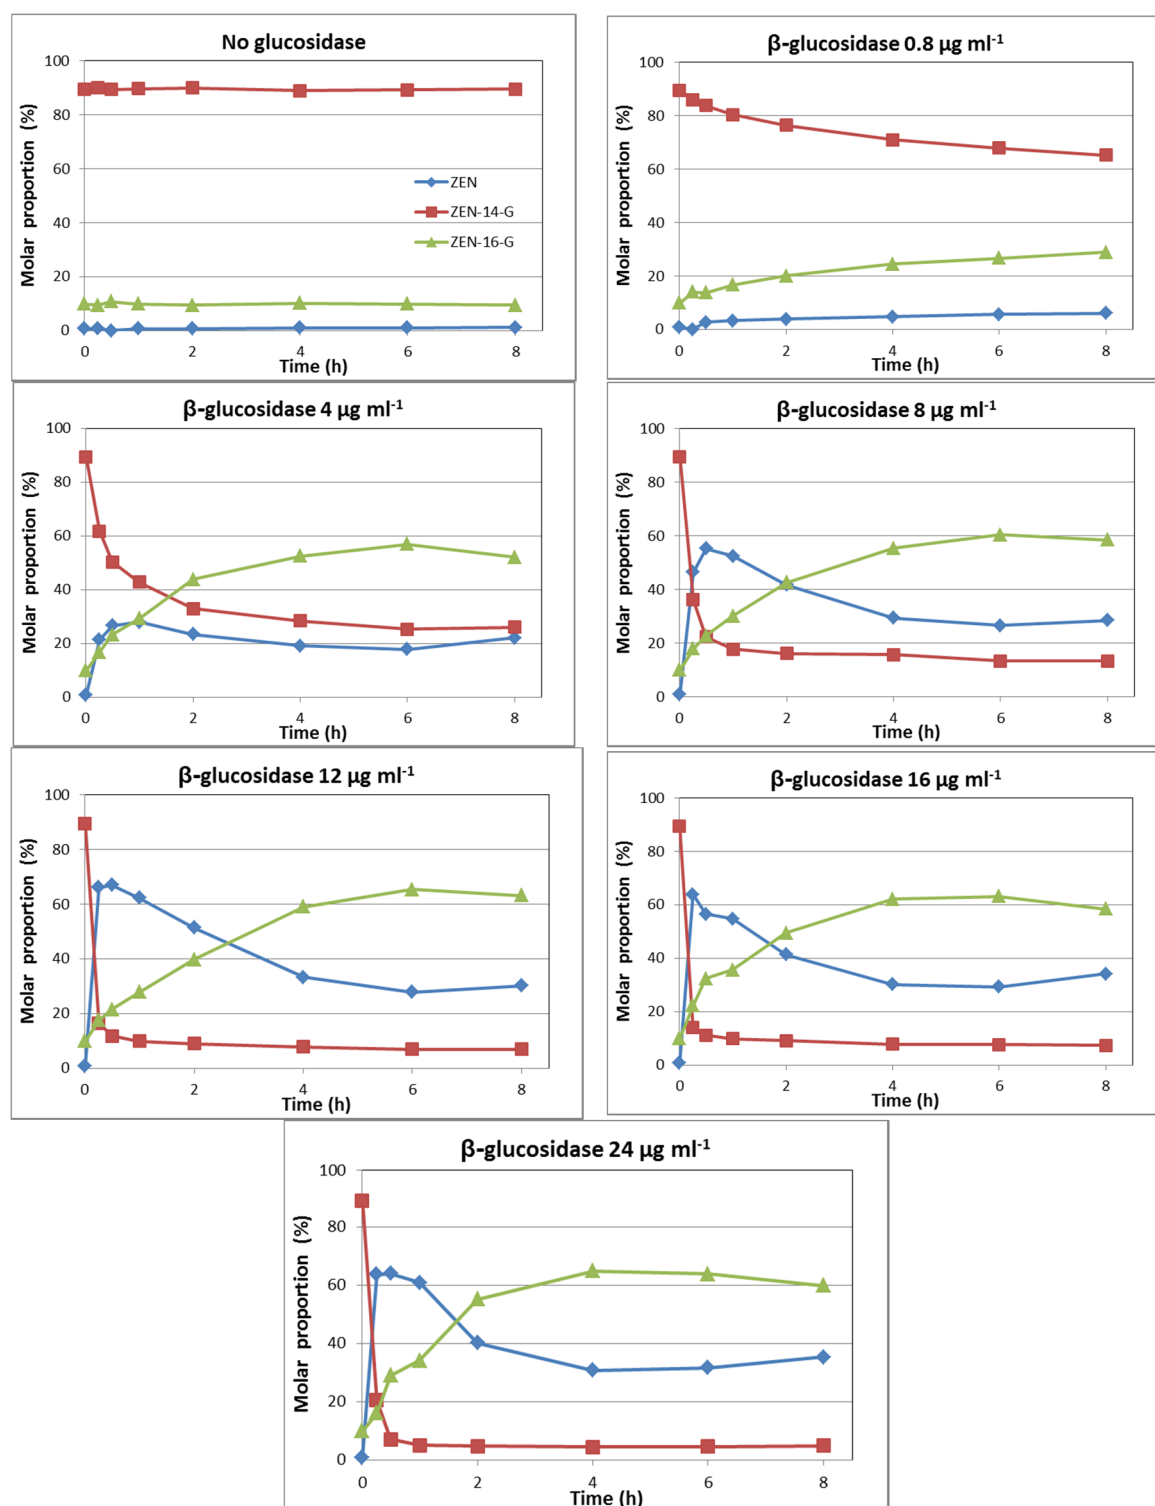 No glucosidase
Molar proportion (%)
100
80
60
40
20
0
ZEN
ZEN-14-G
ZEN-16-G
0 2 4 6 8
Time (h)
β-glucosidase 0.8 µg ml⁻¹
Molar proportion (%)
100
80
60
40
20
0
0 2 4 6 8
Time (h)
β-glucosidase 4 µg ml⁻¹
Molar proportion (%)
100
80
60
40
20
0
0 2 4 6 8
Time (h)
β-glucosidase 8 µg ml⁻¹
Molar proportion (%)
100
80
60
40
20
0
0 2 4 6 8
Time (h)
β-glucosidase 12 µg ml⁻¹
Molar proportion (%)
100
80
60
40
20
0
0 2 4 6 8
Time (h)
β-glucosidase 16 µg ml⁻¹
Molar proportion (%)
100
80
60
40
20
0
0 2 4 6 8
Time (h)
β-glucosidase 24 µg ml⁻¹
Molar proportion (%)
100
80
60
40
20
0
0 2 4 6 8
Time (h)